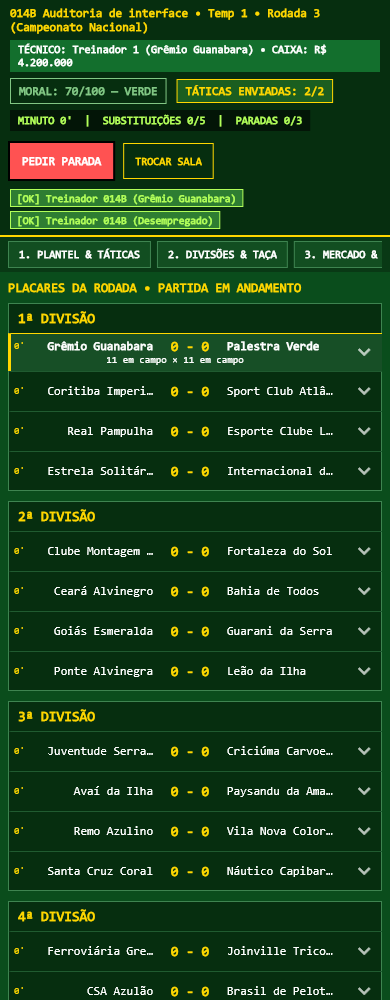 014B Auditoria de interface • Temp 1 • Rodada 3
(Campeonato Nacional)
TÉCNICO: Treinador 1 (Grêmio Guanabara) • CAIXA: R$
4.200.000
MORAL: 70/100 — VERDE
TÁTICAS ENVIADAS: 2/2
MINUTO 0' | SUBSTITUIÇÕES 0/5 | PARADAS 0/3
PEDIR PARADA
TROCAR SALA
[OK] Treinador 014B (Grêmio Guanabara)
[OK] Treinador 014B (Desempregado)
1. PLANTEL & TÁTICAS
2. DIVISÕES & TAÇA
3. MERCADO &
PLACARES DA RODADA • PARTIDA EM ANDAMENTO
1ª DIVISÃO
0' Grêmio Guanabara 0 - 0 Palestra Verde
11 em campo × 11 em campo
0' Coritiba Imperi… 0 - 0 Sport Club Atlâ…
0' Real Pampulha 0 - 0 Esporte Clube L…
0' Estrela Solitár… 0 - 0 Internacional d…
2ª DIVISÃO
0' Clube Montagem … 0 - 0 Fortaleza do Sol
0' Ceará Alvinegro 0 - 0 Bahia de Todos
0' Goiás Esmeralda 0 - 0 Guarani da Serra
0' Ponte Alvinegra 0 - 0 Leão da Ilha
3ª DIVISÃO
0' Juventude Serra… 0 - 0 Criciúma Carvoe…
0' Avaí da Ilha 0 - 0 Paysandu da Ama…
0' Remo Azulino 0 - 0 Vila Nova Color…
0' Santa Cruz Coral 0 - 0 Náutico Capibar…
4ª DIVISÃO
0' Ferroviária Gre… 0 - 0 Joinville Trico…
0' CSA Azulão 0 - 0 Brasil de Pelot…